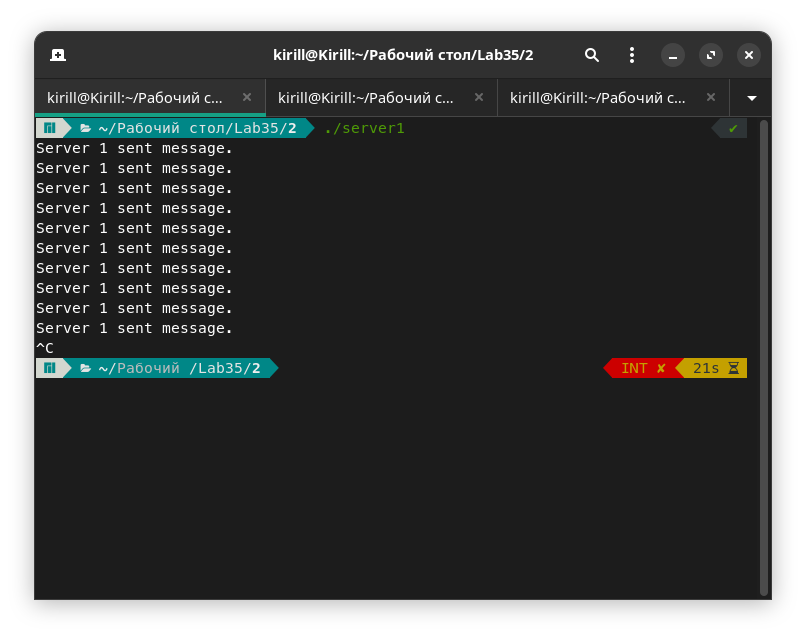 kirill@Kirill:~/Рабочий стол/Lab35/2
kirill@Kirill:~/Рабочий с... kirill@Kirill:~/Рабочий с... kirill@Kirill:~/Рабочий с...
~/Рабочий стол/Lab35/2 ./server1 ✔
Server 1 sent message.
Server 1 sent message.
Server 1 sent message.
Server 1 sent message.
Server 1 sent message.
Server 1 sent message.
Server 1 sent message.
Server 1 sent message.
Server 1 sent message.
Server 1 sent message.
^C
~/Рабочий /Lab35/2 INT ✘ 21s